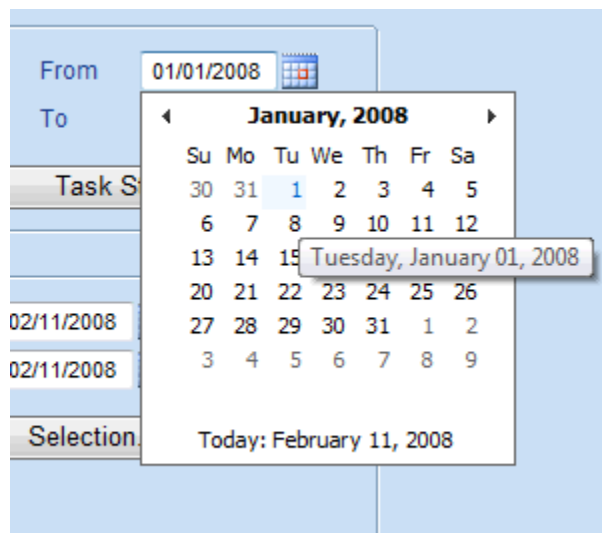 From 01/01/2008
To
January, 2008
Su Mo Tu We Th Fr Sa
Task S
30 31 1 2 3 4 5
6 7 8 9 10 11 12
13 14 15 Tuesday, January 01, 2008
20 21 22 23 24 25 26
02/11/2008
27 28 29 30 31 1 2
02/11/2008
3 4 5 6 7 8 9
Selection.
Today: February 11, 2008